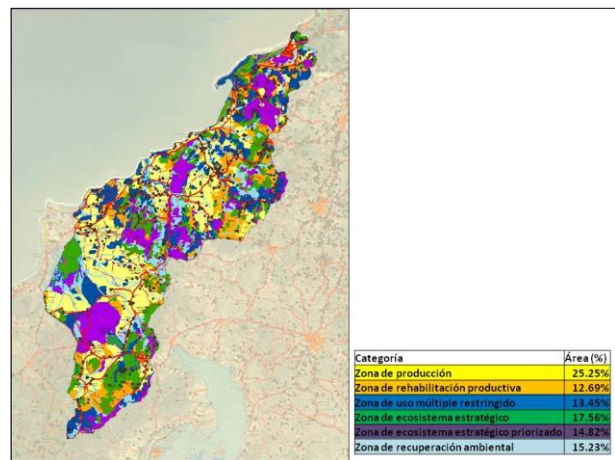 Categoría Área (%)
Zona de producción 25.25%
Zona de rehabilitación productiva 12.69%
Zona de uso múltiple restringido 13.45%
Zona de ecosistema estratégico 17.56%
Zona de ecosistema estratégico priorizado 14.82%
Zona de recuperación ambiental 15.23%